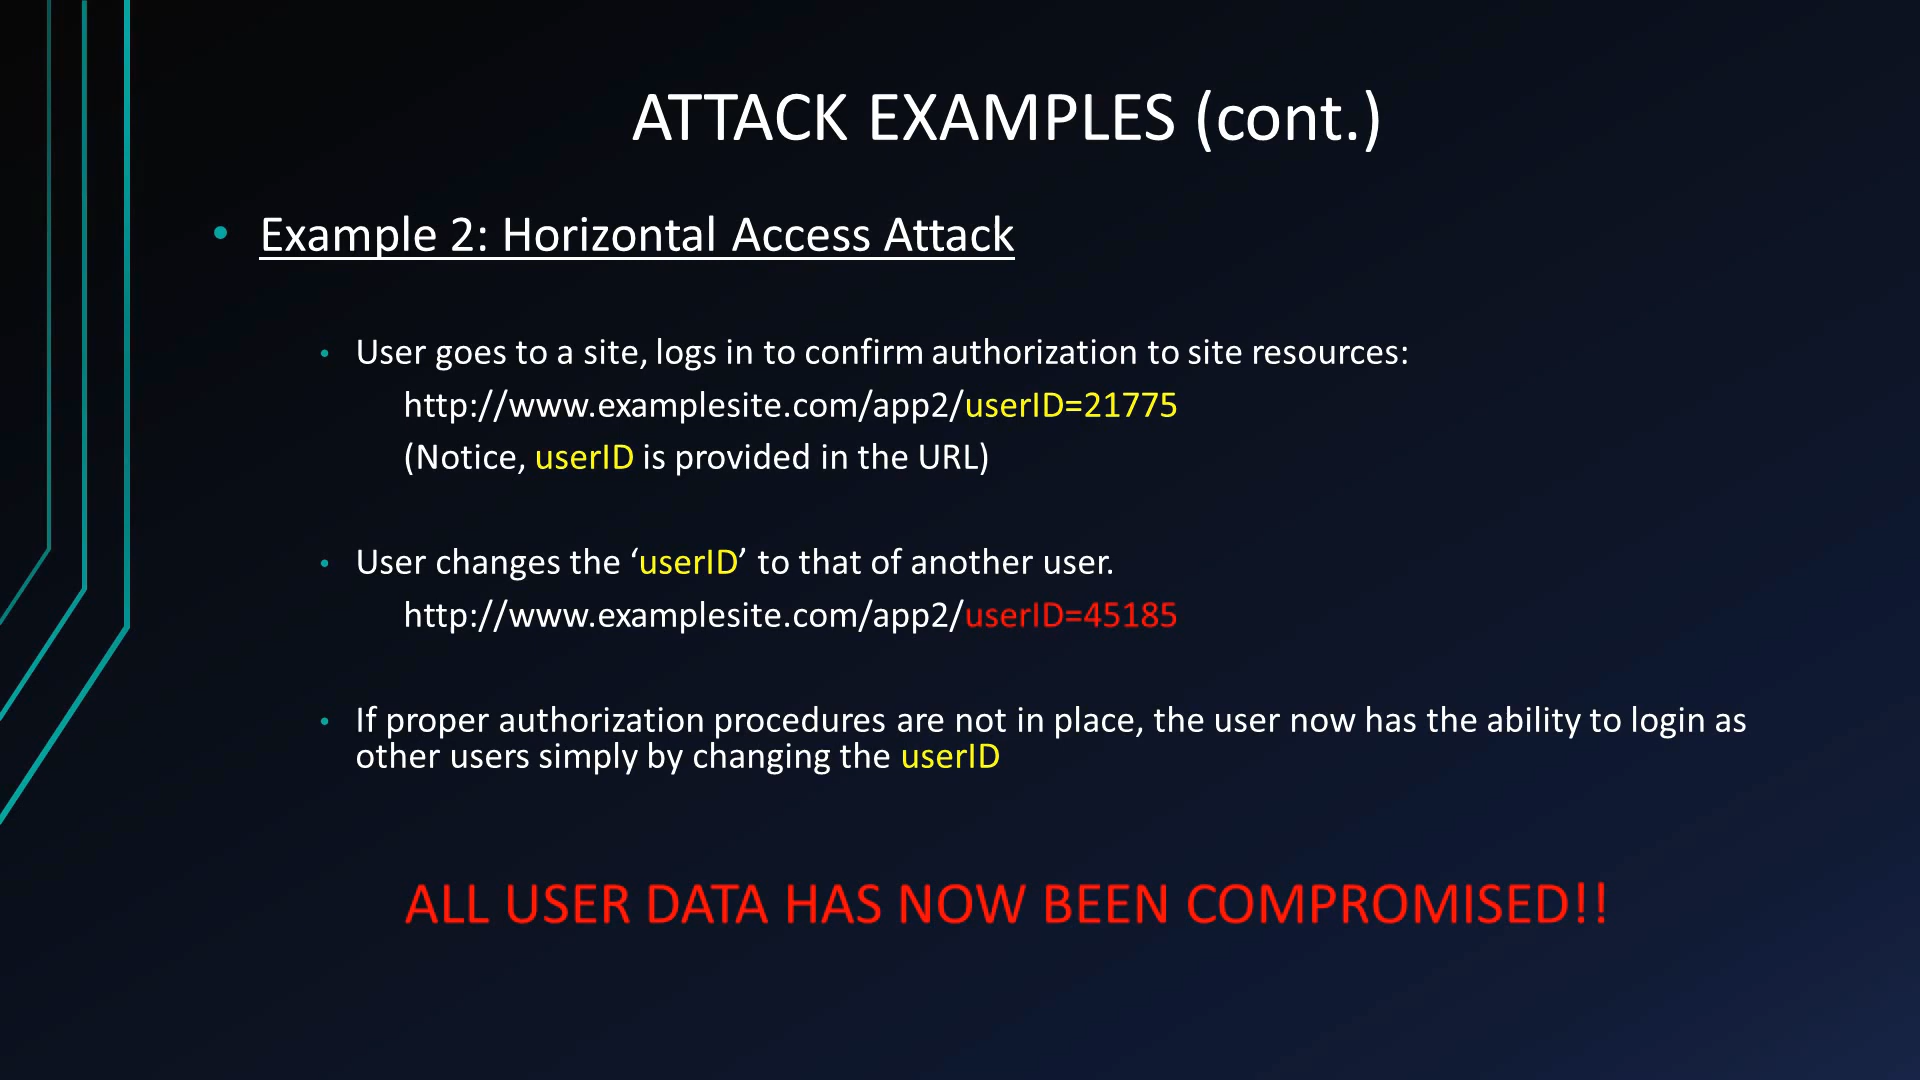 ATTACK EXAMPLES (cont.)
• Example 2: Horizontal Access Attack
• User goes to a site, logs in to confirm authorization to site resources:
http://www.examplesite.com/app2/userID=21775
(Notice, userID is provided in the URL)
• User changes the ‘userID’ to that of another user.
http://www.examplesite.com/app2/userID=45185
• If proper authorization procedures are not in place, the user now has the ability to login as
other users simply by changing the userID
ALL USER DATA HAS NOW BEEN COMPROMISED!!